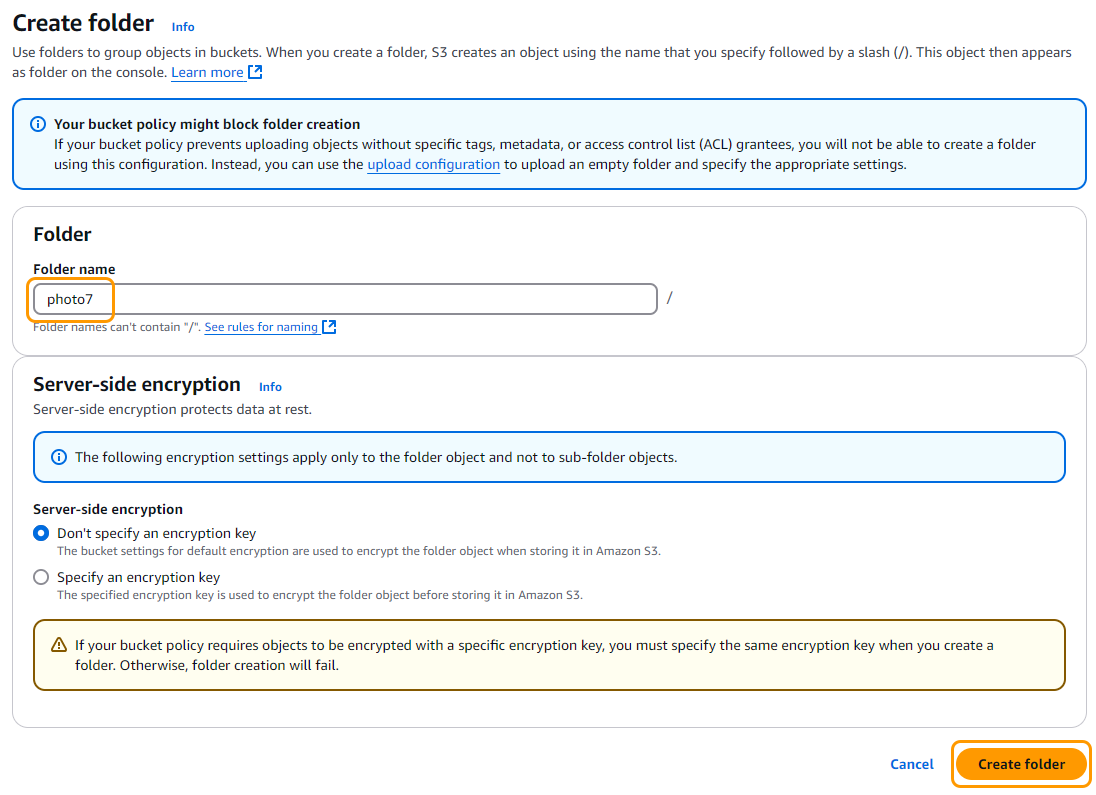 Create folder Info
Use folders to group objects in buckets. When you create a folder, S3 creates an object using the name that you specify followed by a slash (/). This object then appears
as folder on the console. Learn more
Your bucket policy might block folder creation
If your bucket policy prevents uploading objects without specific tags, metadata, or access control list (ACL) grantees, you will not be able to create a folder
using this configuration. Instead, you can use the upload configuration to upload an empty folder and specify the appropriate settings.
Folder
Folder name
photo7 /
Folder names can't contain "/". See rules for naming
Server-side encryption Info
Server-side encryption protects data at rest.
The following encryption settings apply only to the folder object and not to sub-folder objects.
Server-side encryption
Don't specify an encryption key
The bucket settings for default encryption are used to encrypt the folder object when storing it in Amazon S3.
Specify an encryption key
The specified encryption key is used to encrypt the folder object before storing it in Amazon S3.
If your bucket policy requires objects to be encrypted with a specific encryption key, you must specify the same encryption key when you create a
folder. Otherwise, folder creation will fail.
Cancel Create folder